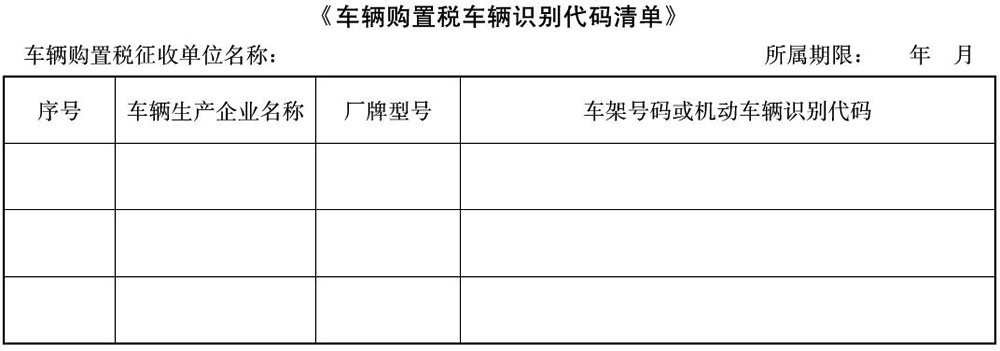 《车辆购置税车辆识别代码清单》
车辆购置税征收单位名称： 所属期限： 年 月
序号 车辆生产企业名称 厂牌型号 车架号码或机动车辆识别代码